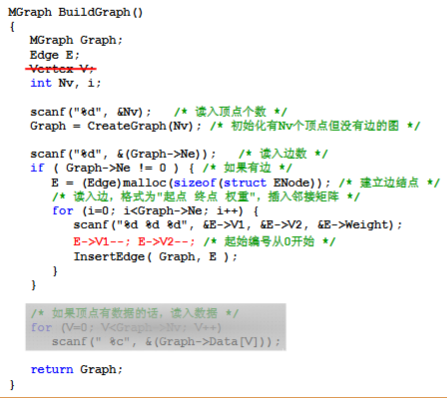 MGraph BuildGraph()
{
MGraph Graph;
Edge E;
Vertex V;
int Nv, i;
scanf("%d", &Nv); /* 读入顶点个数 */
Graph = CreateGraph(Nv); /* 初始化有Nv个顶点但没有边的图 */
scanf("%d", &(Graph->Ne)); /* 读入边数 */
if ( Graph->Ne != 0 ) { /* 如果有边 */
E = (Edge)malloc(sizeof(struct ENode)); /* 建立边结点 */
/* 读入边，格式为"起点 终点 权重"，插入邻接矩阵 */
for (i=0; i<Graph->Ne; i++) {
scanf("%d %d %d", &E->V1, &E->V2, &E->Weight);
E->V1--; E->V2--; /* 起始编号从0开始 */
InsertEdge( Graph, E );
}
}
/* 如果顶点有数据的话，读入数据 */
for (V=0; V<Graph->Nv; V++)
scanf(" %c", &(Graph->Data[V]));
return Graph;
}